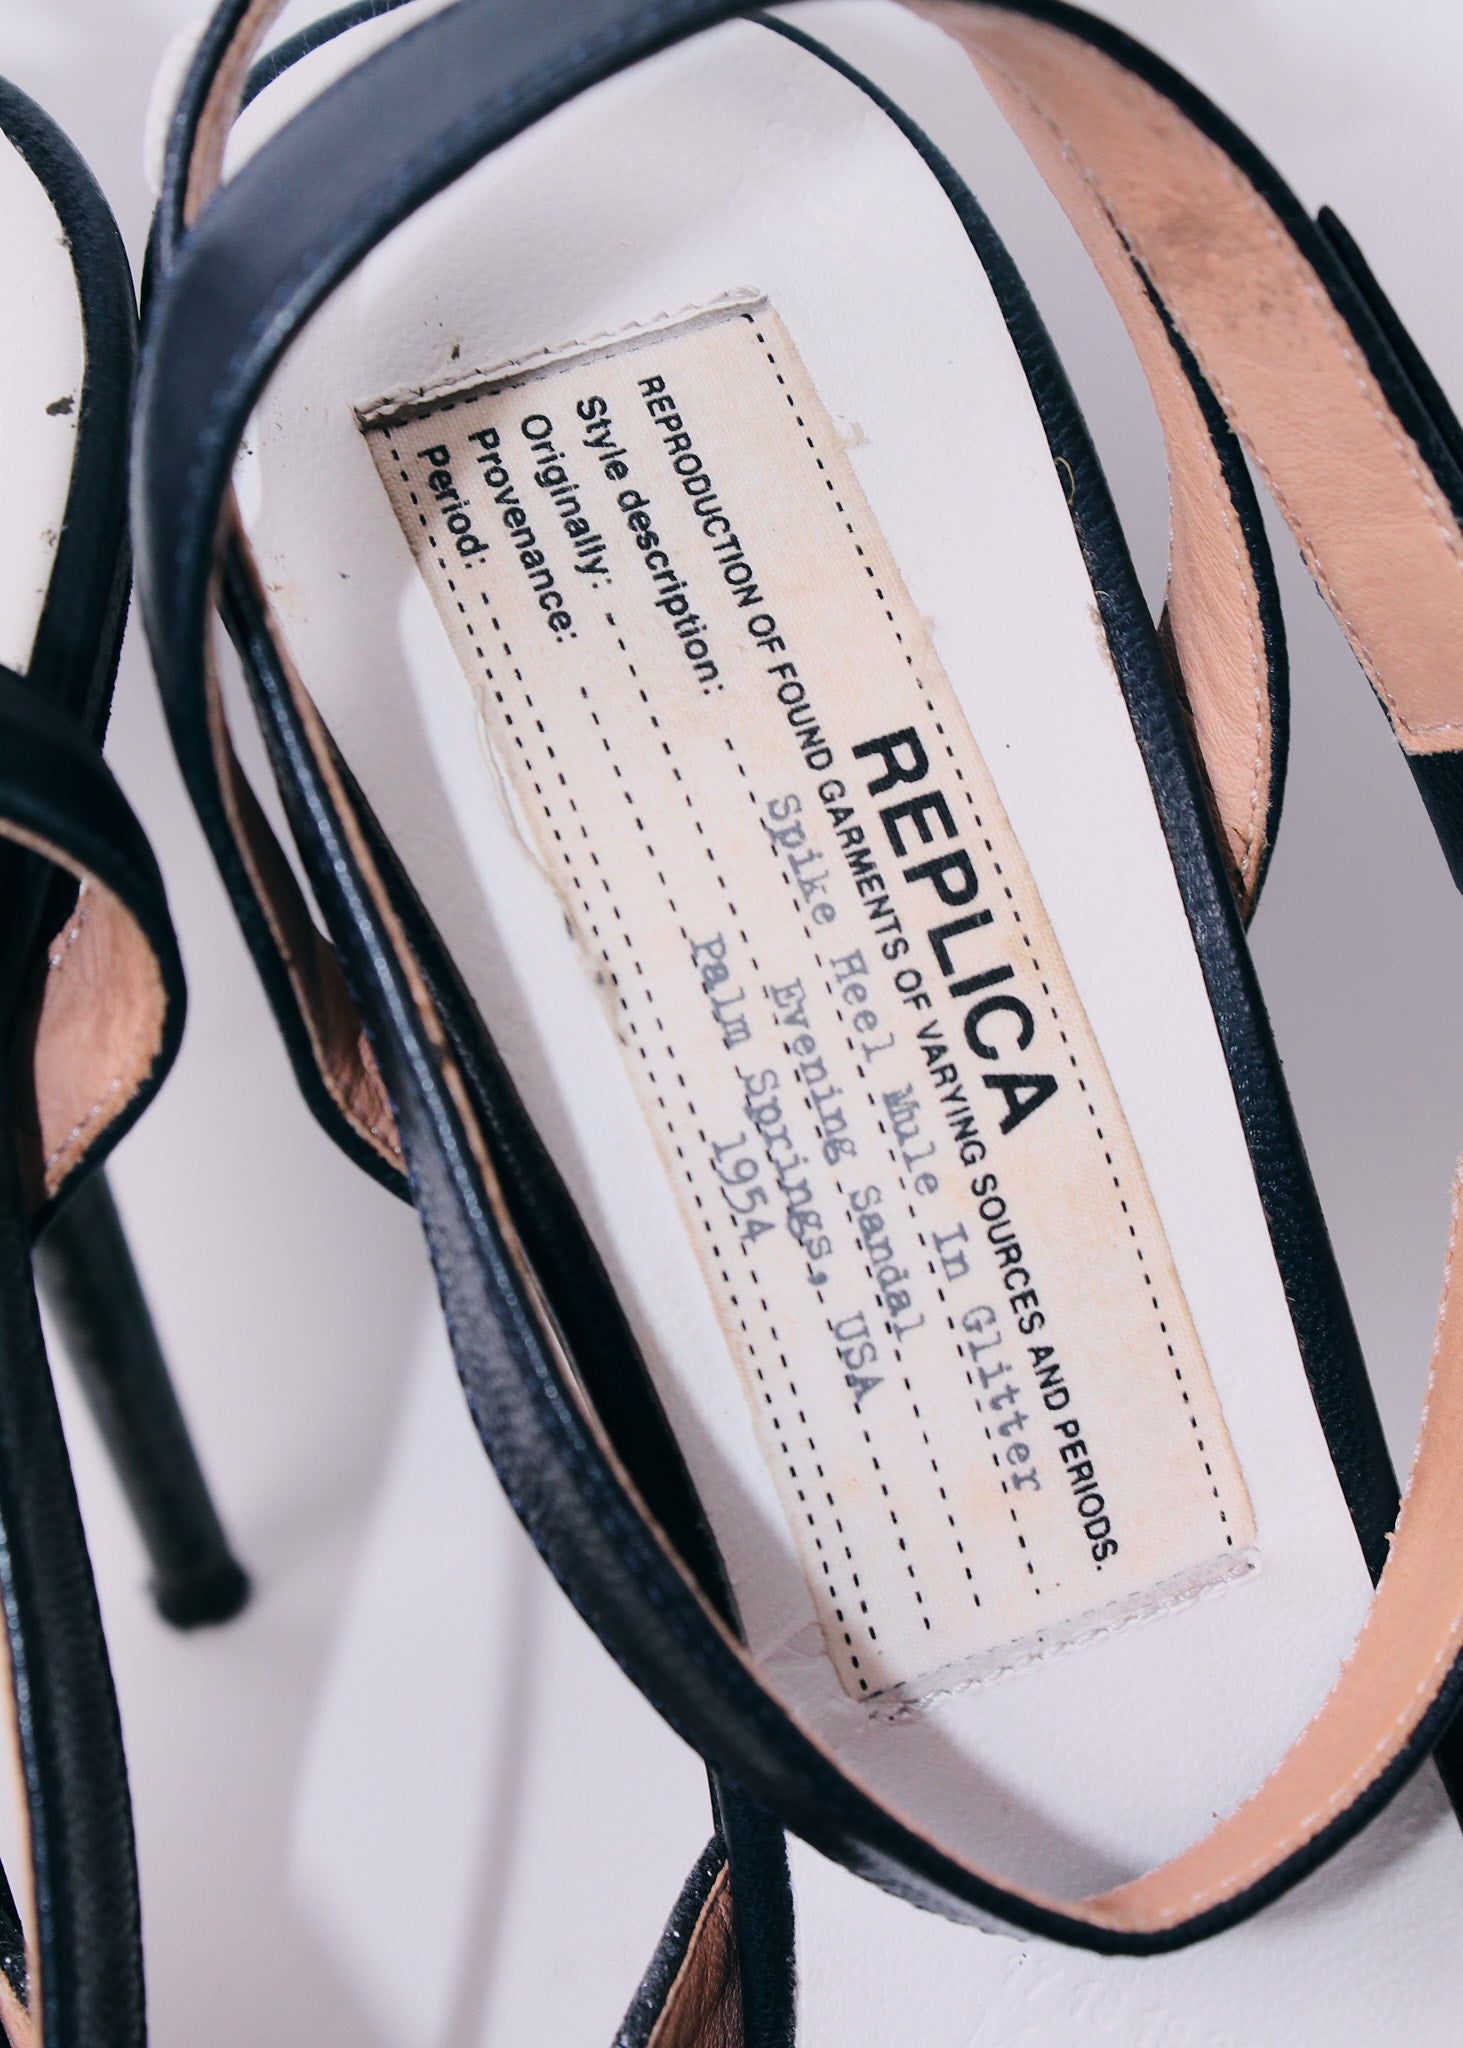 REPLICA
REPRODUCTION OF FOUND GARMENTS OF VARYING SOURCES AND PERIODS.
Style description: Spike Heel Mule In Glitter
Originally: Evening Sandal
Provenance: Palm Springs, USA
Period: 1954